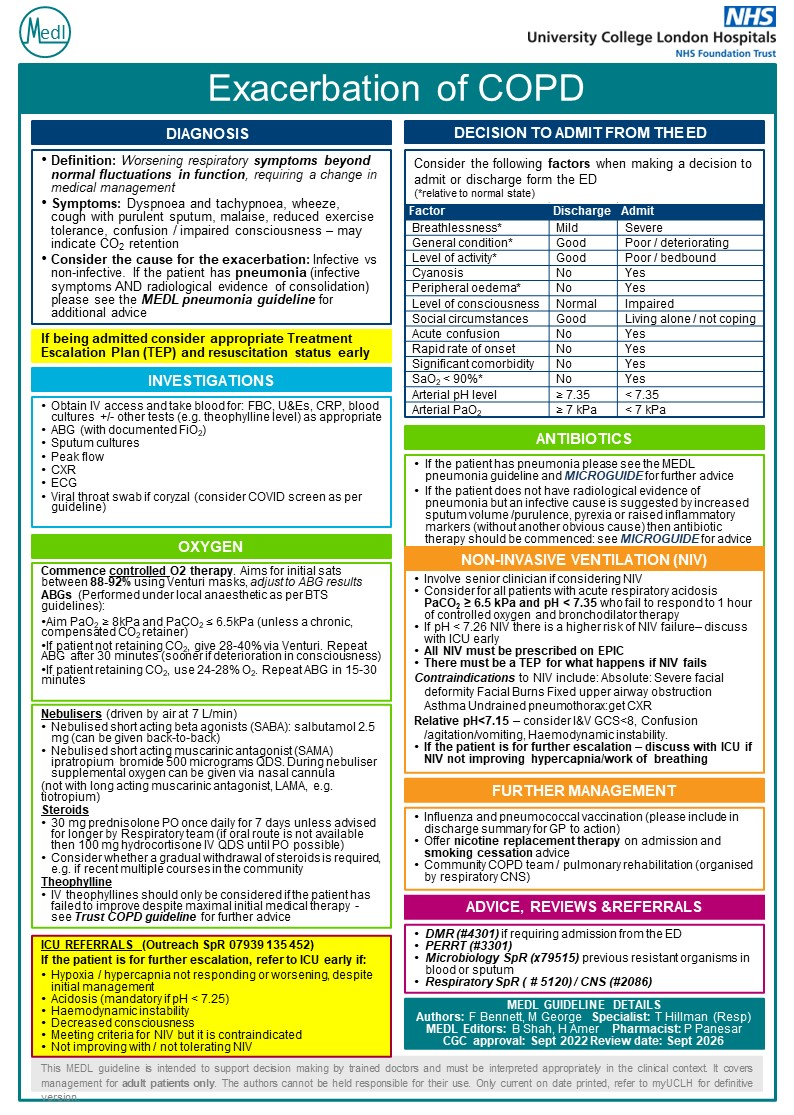 Medl
NHS
University College London Hospitals
NHS Foundation Trust
Exacerbation of COPD
DIAGNOSIS
• Definition: Worsening respiratory symptoms beyond
normal fluctuations in function, requiring a change in
medical management
• Symptoms: Dyspnoea and tachypnoea, wheeze,
cough with purulent sputum, malaise, reduced exercise
tolerance, confusion / impaired consciousness – may
indicate CO2 retention
• Consider the cause for the exacerbation: Infective vs
non-infective. If the patient has pneumonia (infective
symptoms AND radiological evidence of consolidation)
please see the MEDL pneumonia guideline for
additional advice
If being admitted consider appropriate Treatment
Escalation Plan (TEP) and resuscitation status early
INVESTIGATIONS
• Obtain IV access and take blood for: FBC, U&Es, CRP, blood
cultures +/- other tests (e.g. theophylline level) as appropriate
• ABG (with documented FiO2)
• Sputum cultures
• Peak flow
• CXR
• ECG
• Viral throat swab if coryzal (consider COVID screen as per
guideline)
OXYGEN
Commence controlled O2 therapy. Aims for initial sats
between 88-92% using Venturi masks, adjust to ABG results
ABGs (Performed under local anaesthetic as per BTS
guidelines):
•Aim PaO2 ≥ 8kPa and PaCO2 ≤ 6.5kPa (unless a chronic,
compensated CO2 retainer)
•If patient not retaining CO2, give 28-40% via Venturi. Repeat
ABG after 30 minutes (sooner if deterioration in consciousness)
•If patient retaining CO2, use 24-28% O2. Repeat ABG in 15-30
minutes
Nebulisers (driven by air at 7 L/min)
• Nebulised short acting beta agonists (SABA): salbutamol 2.5
mg (can be given back-to-back)
• Nebulised short acting muscarinic antagonist (SAMA)
ipratropium bromide 500 micrograms QDS. During nebuliser
supplemental oxygen can be given via nasal cannula
(not with long acting muscarinic antagonist, LAMA, e.g.
tiotropium)
Steroids
• 30 mg prednisolone PO once daily for 7 days unless advised
for longer by Respiratory team (if oral route is not available
then 100 mg hydrocortisone IV QDS until PO possible)
• Consider whether a gradual withdrawal of steroids is required,
e.g. if recent multiple courses in the community
Theophylline
• IV theophyllines should only be considered if the patient has
failed to improve despite maximal initial medical therapy -
see Trust COPD guideline for further advice
ICU REFERRALS (Outreach SpR 07939 135 452)
If the patient is for further escalation, refer to ICU early if:
• Hypoxia / hypercapnia not responding or worsening, despite
initial management
• Acidosis (mandatory if pH < 7.25)
• Haemodynamic instability
• Decreased consciousness
• Meeting criteria for NIV but it is contraindicated
• Not improving with / not tolerating NIV
DECISION TO ADMIT FROM THE ED
Consider the following factors when making a decision to
admit or discharge form the ED
(*relative to normal state)
Factor Discharge Admit
Breathlessness* Mild Severe
General condition* Good Poor / deteriorating
Level of activity* Good Poor / bedbound
Cyanosis No Yes
Peripheral oedema* No Yes
Level of consciousness Normal Impaired
Social circumstances Good Living alone / not coping
Acute confusion No Yes
Rapid rate of onset No Yes
Significant comorbidity No Yes
SaO2 < 90%* No Yes
Arterial pH level ≥ 7.35 < 7.35
Arterial PaO2 ≥ 7 kPa < 7 kPa
ANTIBIOTICS
• If the patient has pneumonia please see the MEDL
pneumonia guideline and MICROGUIDE for further advice
• If the patient does not have radiological evidence of
pneumonia but an infective cause is suggested by increased
sputum volume /purulence, pyrexia or raised inflammatory
markers (without another obvious cause) then antibiotic
therapy should be commenced: see MICROGUIDE for advice
NON-INVASIVE VENTILATION (NIV)
• Involve senior clinician if considering NIV
• Consider for all patients with acute respiratory acidosis
PaCO2 ≥ 6.5 kPa and pH < 7.35 who fail to respond to 1 hour
of controlled oxygen and bronchodilator therapy
• If pH < 7.26 NIV there is a higher risk of NIV failure– discuss
with ICU early
• All NIV must be prescribed on EPIC
• There must be a TEP for what happens if NIV fails
Contraindications to NIV include: Absolute: Severe facial
deformity Facial Burns Fixed upper airway obstruction
Asthma Undrained pneumothorax: get CXR
Relative pH<7.15 – consider I&V GCS<8, Confusion
/agitation/vomiting, Haemodynamic instability.
• If the patient is for further escalation – discuss with ICU if
NIV not improving hypercapnia/work of breathing
FURTHER MANAGEMENT
• Influenza and pneumococcal vaccination (please include in
discharge summary for GP to action)
• Offer nicotine replacement therapy on admission and
smoking cessation advice
• Community COPD team / pulmonary rehabilitation (organised
by respiratory CNS)
ADVICE, REVIEWS &REFERRALS
• DMR (#4301) if requiring admission from the ED
• PERRT (#3301)
• Microbiology SpR (x79515) previous resistant organisms in
blood or sputum
• Respiratory SpR ( # 5120) / CNS (#2086)
MEDL GUIDELINE DETAILS
Authors: F Bennett, M George Specialist: T Hillman (Resp)
MEDL Editors: B Shah, H Amer Pharmacist: P Panesar
CGC approval: Sept 2022 Review date: Sept 2026
This MEDL guideline is intended to support decision making by trained doctors and must be interpreted appropriately in the clinical context. It covers
management for adult patients only. The authors cannot be held responsible for their use. Only current on date printed, refer to myUCLH for definitive
version